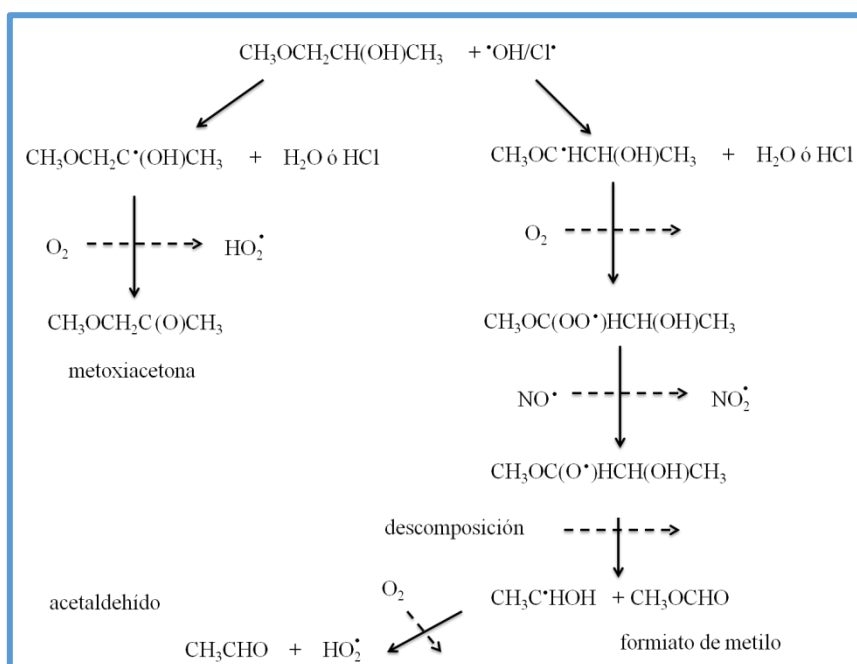 CH₃OCH₂CH(OH)CH₃ + •OH/Cl•
CH₃OCH₂C•(OH)CH₃ + H₂O ó HCl
CH₃OC•HCH(OH)CH₃ + H₂O ó HCl
O₂ HO₂•
O₂
CH₃OCH₂C(O)CH₃
metoxiacetona
CH₃OC(OO•)HCH(OH)CH₃
NO• NO₂•
CH₃OC(O•)HCH(OH)CH₃
descomposición
acetaldehído
O₂
CH₃C•HOH + CH₃OCHO
formiato de metilo
CH₃CHO + HO₂•